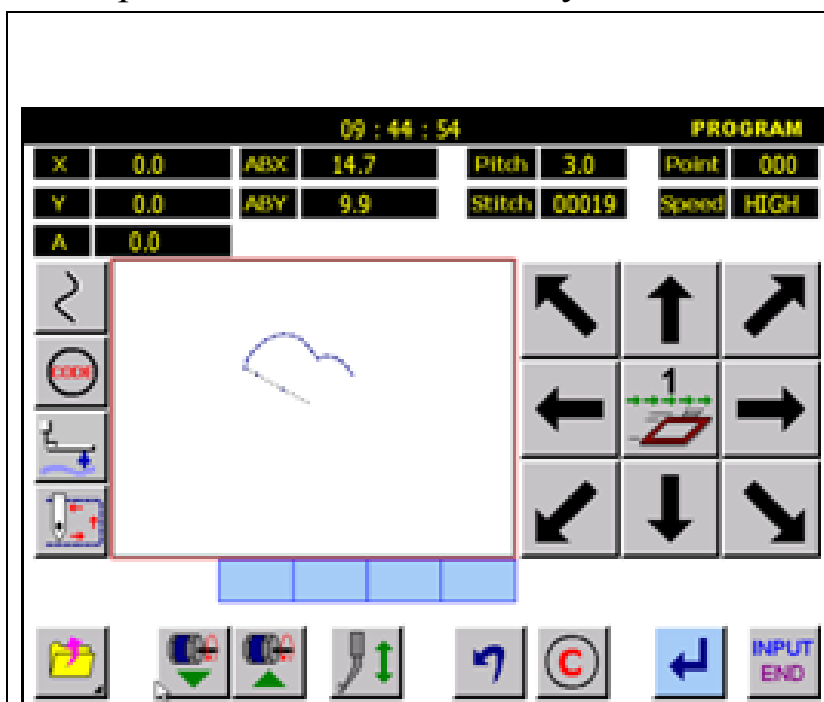 09 : 44 : 54 PROGRAM
X 0.0 ABX 14.7 Pitch 3.0 Point 000
Y 0.0 ABY 9.9 Stitch 00019 Speed HIGH
A 0.0
CODE
1
C
INPUT
END